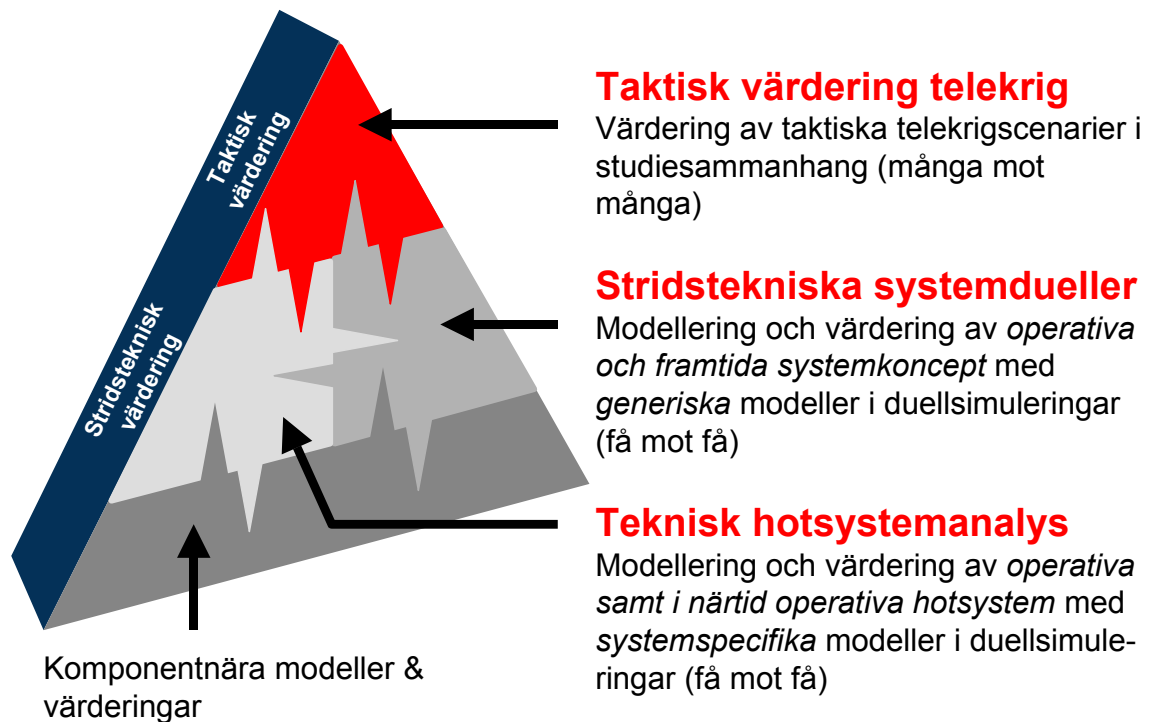 Taktisk
värdering
Stridsteknisk
värdering
Taktisk värdering telekrig
Värdering av taktiska telekrigscenarier i
studiesammanhang (många mot
många)
Stridstekniska systemdueller
Modellering och värdering av operativa
och framtida systemkoncept med
generiska modeller i duellsimuleringar
(få mot få)
Teknisk hotsystemanalys
Modellering och värdering av operativa
samt i närtid operativa hotsystem med
systemspecifika modeller i duellsimule-
ringar (få mot få)
Komponentnära modeller &
värderingar